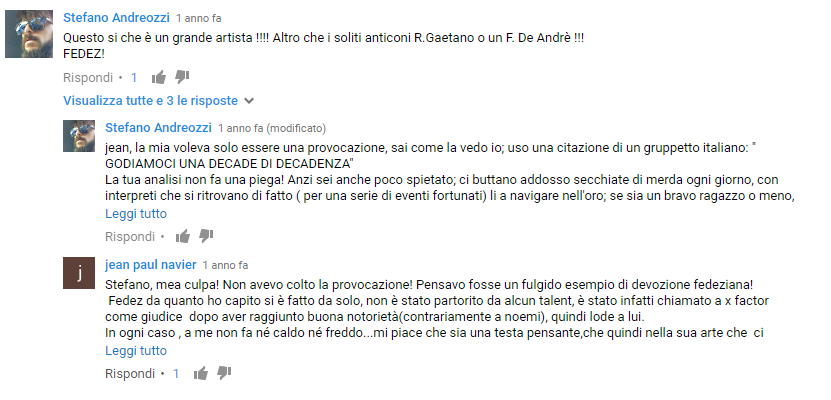 Stefano Andreozzi 1 anno fa
Questo si che è un grande artista !!!! Altro che i soliti anticoni R.Gaetano o un F. De Andrè !!!
FEDEZ!
Rispondi • 1
Visualizza tutte e 3 le risposte
Stefano Andreozzi 1 anno fa (modificato)
jean, la mia voleva solo essere una provocazione, sai come la vedo io; uso una citazione di un gruppetto italiano: "
GODIAMOCI UNA DECADE DI DECADENZA"
La tua analisi non fa una piega! Anzi sei anche poco spietato; ci buttano addosso secchiate di merda ogni giorno, con
interpreti che si ritrovano di fatto ( per una serie di eventi fortunati) lì a navigare nell'oro; se sia un bravo ragazzo o meno,
Leggi tutto
Rispondi •
j
jean paul navier 1 anno fa
Stefano, mea culpa! Non avevo colto la provocazione! Pensavo fosse un fulgido esempio di devozione fedeziana!
Fedez da quanto ho capito si è fatto da solo, non è stato partorito da alcun talent, è stato infatti chiamato a x factor
come giudice dopo aver raggiunto buona notorietà(contrariamente a noemi), quindi lode a lui.
In ogni caso , a me non fa né caldo né freddo...mi piace che sia una testa pensante,che quindi nella sua arte che ci
Leggi tutto
Rispondi • 1